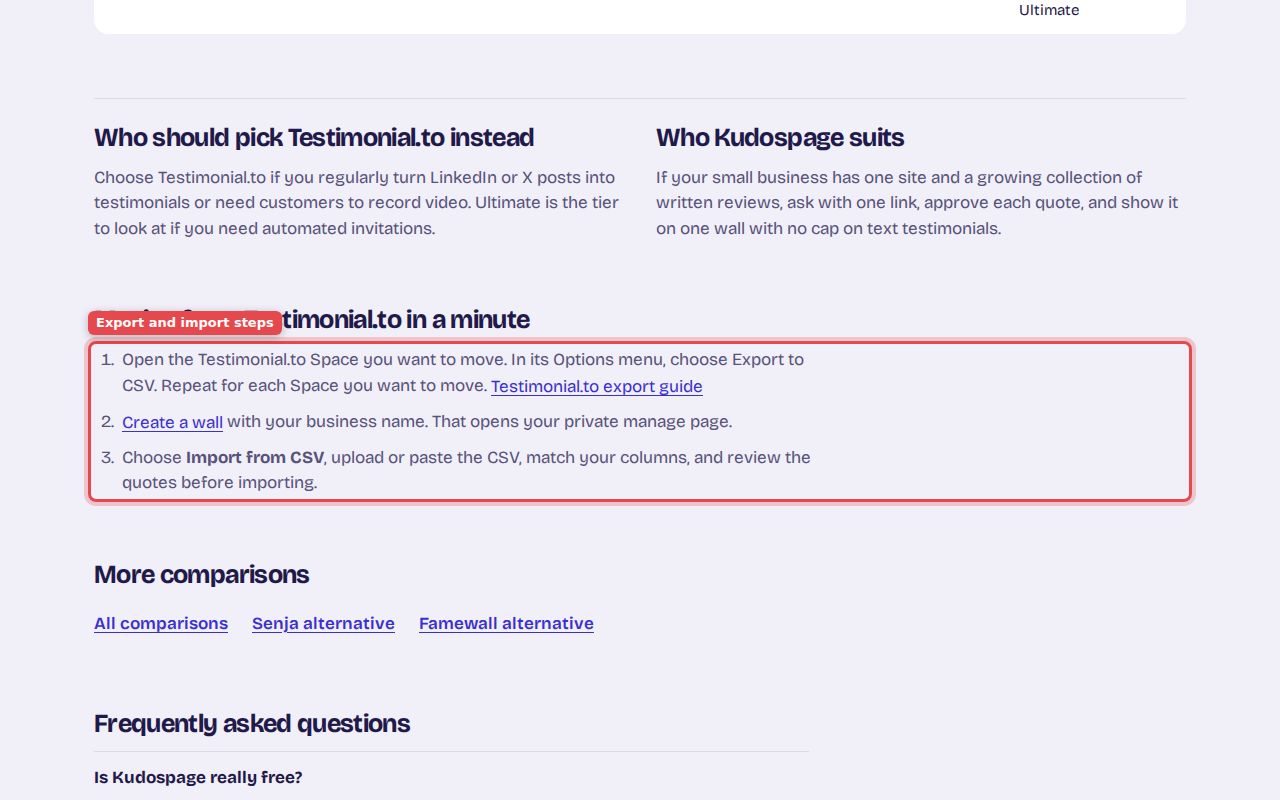 Ultimate
Who should pick Testimonial.to instead
Choose Testimonial.to if you regularly turn LinkedIn or X posts into
testimonials or need customers to record video. Ultimate is the tier
to look at if you need automated invitations.
Who Kudospage suits
If your small business has one site and a growing collection of
written reviews, ask with one link, approve each quote, and show it
on one wall with no cap on text testimonials.
timonial.to in a minute
Export and import steps
1. Open the Testimonial.to Space you want to move. In its Options menu, choose Export to
CSV. Repeat for each Space you want to move. Testimonial.to export guide
2. Create a wall with your business name. That opens your private manage page.
3. Choose Import from CSV, upload or paste the CSV, match your columns, and review the
quotes before importing.
More comparisons
All comparisons Senja alternative Famewall alternative
Frequently asked questions
Is Kudospage really free?